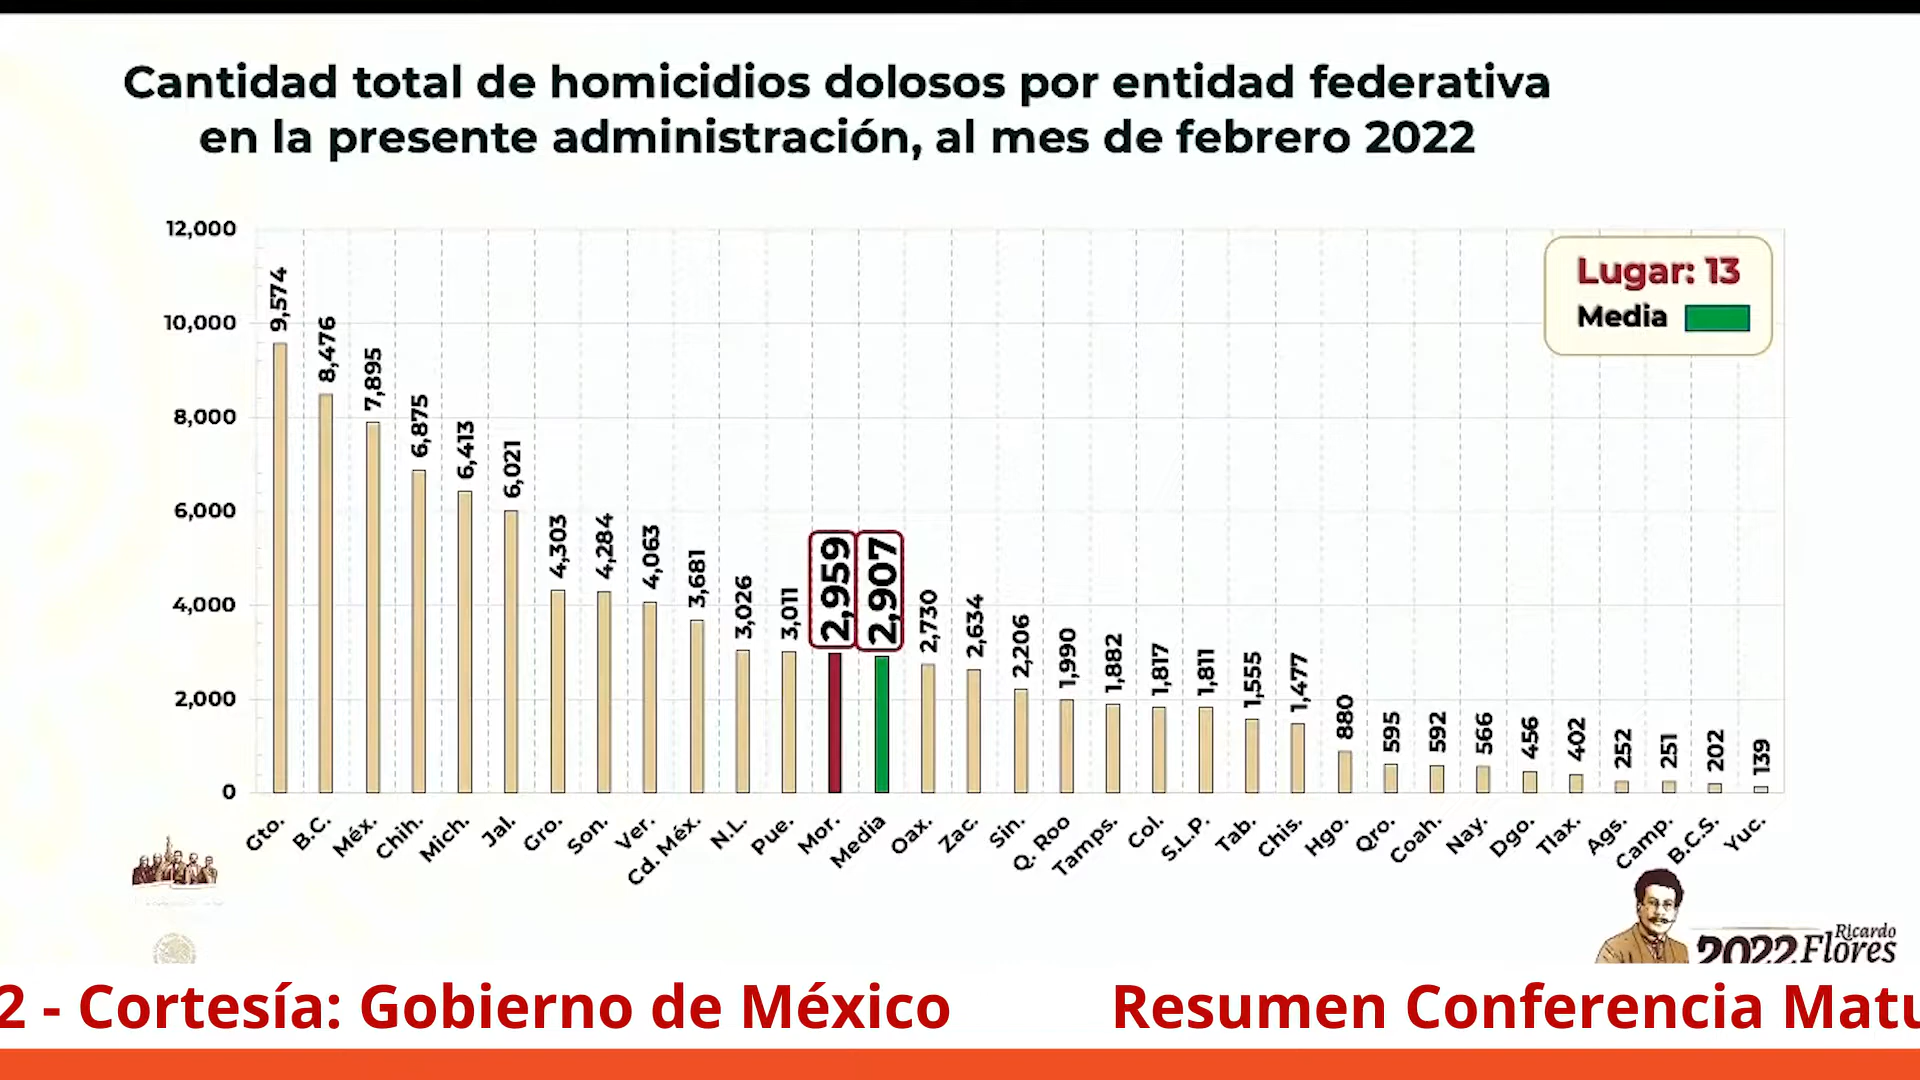 Cantidad total de homicidios dolosos por entidad federativa
en la presente administración, al mes de febrero 2022
12,000
10,000
8,000
6,000
4,000
2,000
0
Lugar: 13
Media
9,574
8,476
7,895
6,875
6,413
6,021
4,303
4,284
4,063
3,681
3,026
3,011
2,959
2,907
2,730
2,634
2,206
1,990
1,882
1,817
1,811
1,555
1,477
880
595
592
566
456
402
252
251
202
139
Gto.
B.C.
Méx.
Chih.
Mich.
Jal.
Gro.
Son.
Ver.
Cd. Méx.
N.L.
Pue.
Mor.
Media
Oax.
Zac.
Sin.
Q. Roo
Tamps.
Col.
S.L.P.
Tab.
Chis.
Hgo.
Qro.
Coah.
Nay.
Dgo.
Tlax.
Ags.
Camp.
B.C.S.
Yuc.
2022 Ricardo
Flores
2 - Cortesía: Gobierno de México
Resumen Conferencia Matu